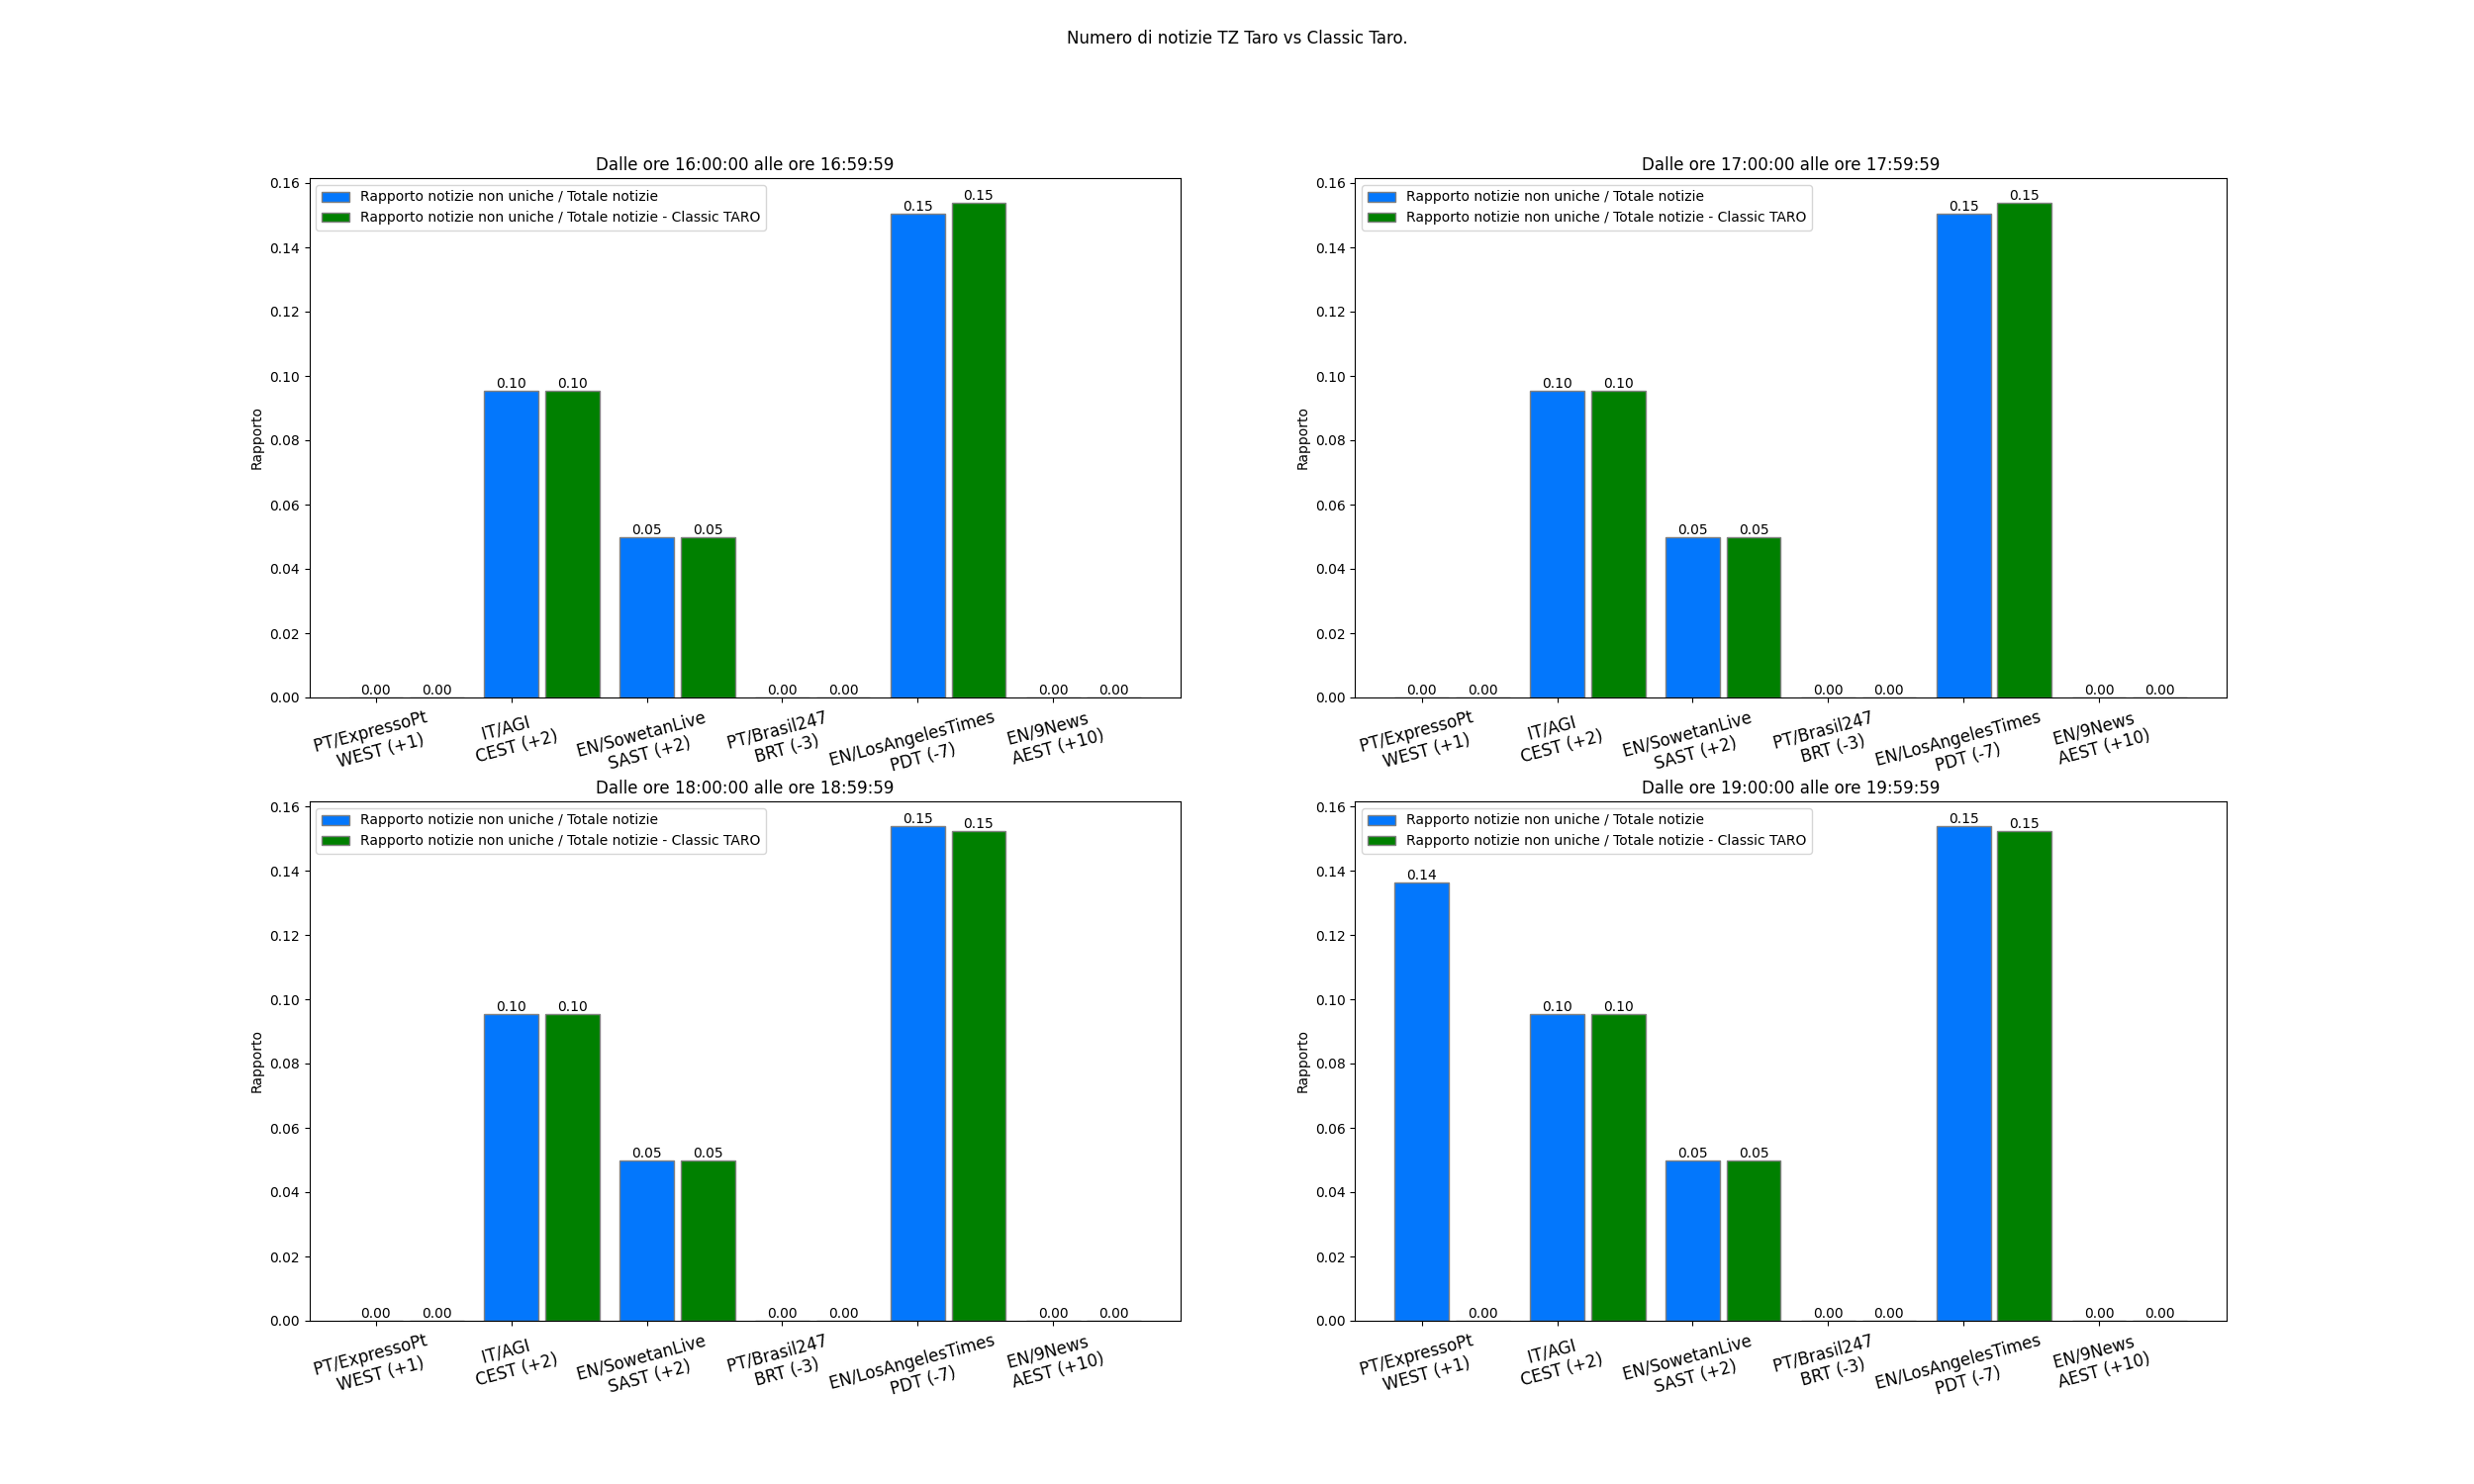 Numero di notizie TZ Taro vs Classic Taro.
Dalle ore 16:00:00 alle ore 16:59:59
Rapporto notizie non uniche / Totale notizie
Rapporto notizie non uniche / Totale notizie - Classic TARO
0.16
0.14
0.12
0.10
0.08
0.06
0.04
0.02
0.00
Rapporto
0.00
0.00
0.10
0.10
0.05
0.05
0.00
0.00
0.15
0.15
0.00
0.00
PT/ExpressoPt
WEST (+1)
IT/AGI
CEST (+2)
EN/SowetanLive
SAST (+2)
PT/Brasil247
BRT (-3)
EN/LosAngelesTimes
PDT (-7)
EN/9News
AEST (+10)
Dalle ore 17:00:00 alle ore 17:59:59
Rapporto notizie non uniche / Totale notizie
Rapporto notizie non uniche / Totale notizie - Classic TARO
0.16
0.14
0.12
0.10
0.08
0.06
0.04
0.02
0.00
Rapporto
0.00
0.00
0.10
0.10
0.05
0.05
0.00
0.00
0.15
0.15
0.00
0.00
PT/ExpressoPt
WEST (+1)
IT/AGI
CEST (+2)
EN/SowetanLive
SAST (+2)
PT/Brasil247
BRT (-3)
EN/LosAngelesTimes
PDT (-7)
EN/9News
AEST (+10)
Dalle ore 18:00:00 alle ore 18:59:59
Rapporto notizie non uniche / Totale notizie
Rapporto notizie non uniche / Totale notizie - Classic TARO
0.16
0.14
0.12
0.10
0.08
0.06
0.04
0.02
0.00
Rapporto
0.00
0.00
0.10
0.10
0.05
0.05
0.00
0.00
0.15
0.15
0.00
0.00
PT/ExpressoPt
WEST (+1)
IT/AGI
CEST (+2)
EN/SowetanLive
SAST (+2)
PT/Brasil247
BRT (-3)
EN/LosAngelesTimes
PDT (-7)
EN/9News
AEST (+10)
Dalle ore 19:00:00 alle ore 19:59:59
Rapporto notizie non uniche / Totale notizie
Rapporto notizie non uniche / Totale notizie - Classic TARO
0.16
0.14
0.12
0.10
0.08
0.06
0.04
0.02
0.00
Rapporto
0.14
0.00
0.10
0.10
0.05
0.05
0.00
0.00
0.15
0.15
0.00
0.00
PT/ExpressoPt
WEST (+1)
IT/AGI
CEST (+2)
EN/SowetanLive
SAST (+2)
PT/Brasil247
BRT (-3)
EN/LosAngelesTimes
PDT (-7)
EN/9News
AEST (+10)